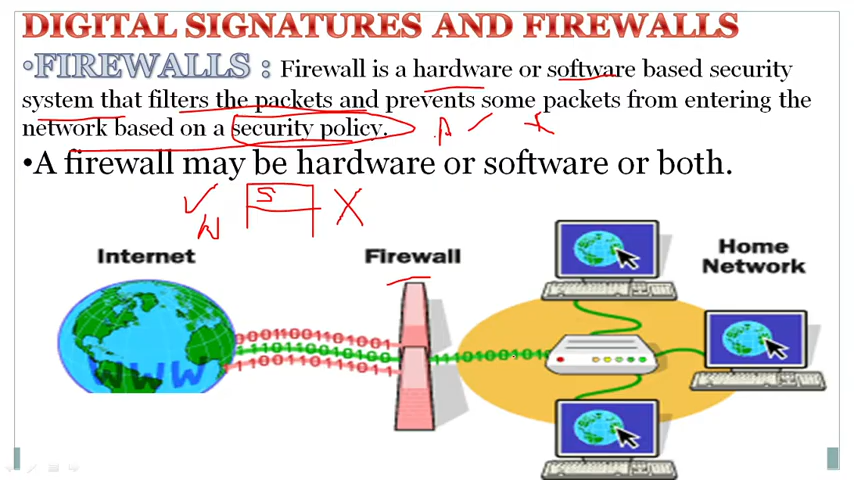 DIGITAL SIGNATURES AND FIREWALLS
•FIREWALLS : Firewall is a hardware or software based security
system that filters the packets and prevents some packets from entering the
network based on a security policy.
•A firewall may be hardware or software or both.
S
Internet
Firewall
Home
Network
WWW